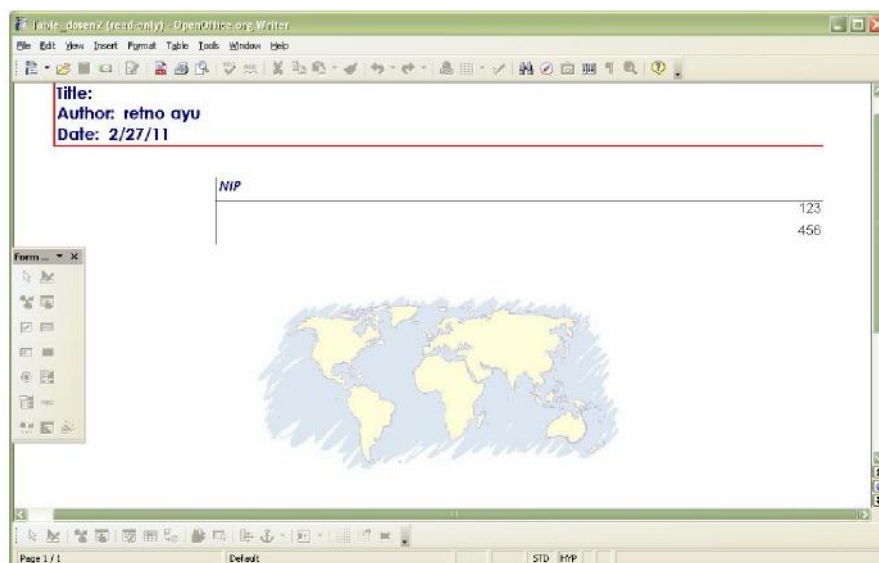 Table_dosen2 (read-only) - OpenOffice.org Writer
File Edit View Insert Format Table Tools Window Help
Title:
Author: retno ayu
Date: 2/27/11
NIP
123
456
Form ...
Page 1 / 1 Default STD HYP